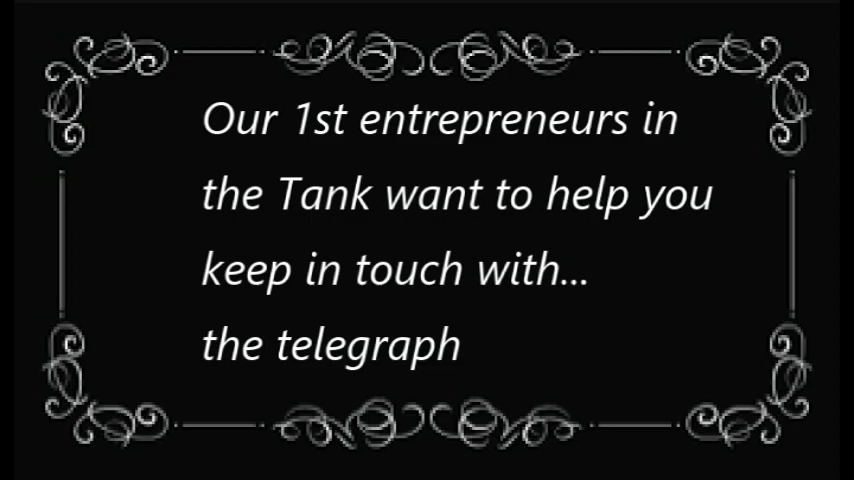 Our 1st entrepreneurs in
the Tank want to help you
keep in touch with...
the telegraph